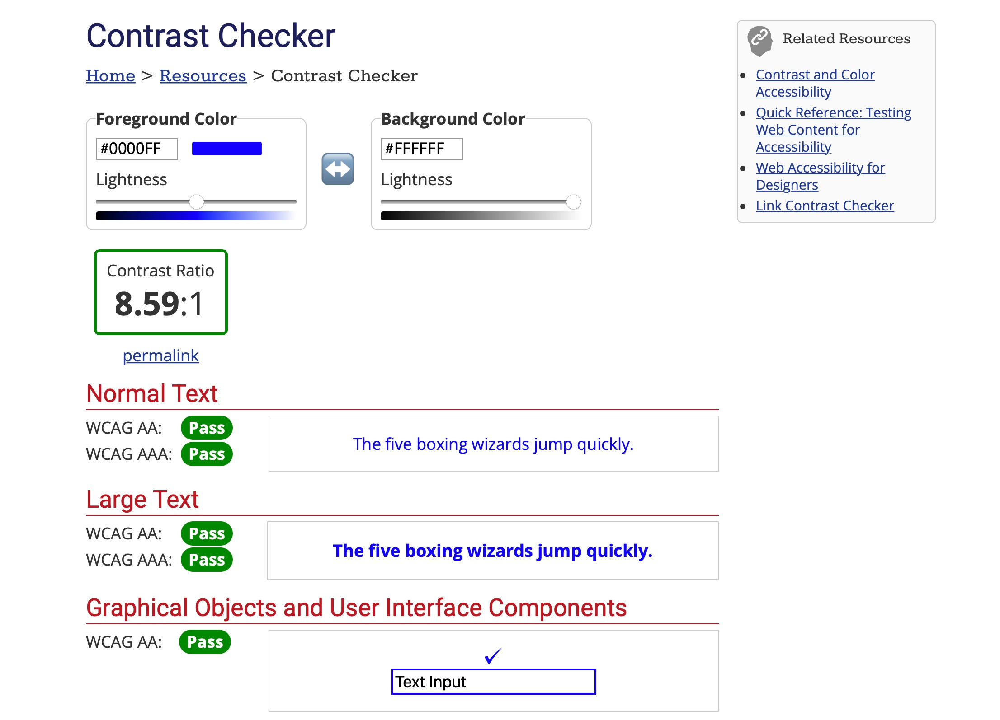 Contrast Checker
Home > Resources > Contrast Checker
Foreground Color
#0000FF
Lightness
Background Color
#FFFFFF
Lightness
Contrast Ratio
8.59:1
permalink
Normal Text
WCAG AA: Pass
WCAG AAA: Pass
The five boxing wizards jump quickly.
Large Text
WCAG AA: Pass
WCAG AAA: Pass
The five boxing wizards jump quickly.
Graphical Objects and User Interface Components
WCAG AA: Pass
✓
Text Input
Related Resources
Contrast and Color
Accessibility
Quick Reference: Testing
Web Content for
Accessibility
Web Accessibility for
Designers
Link Contrast Checker